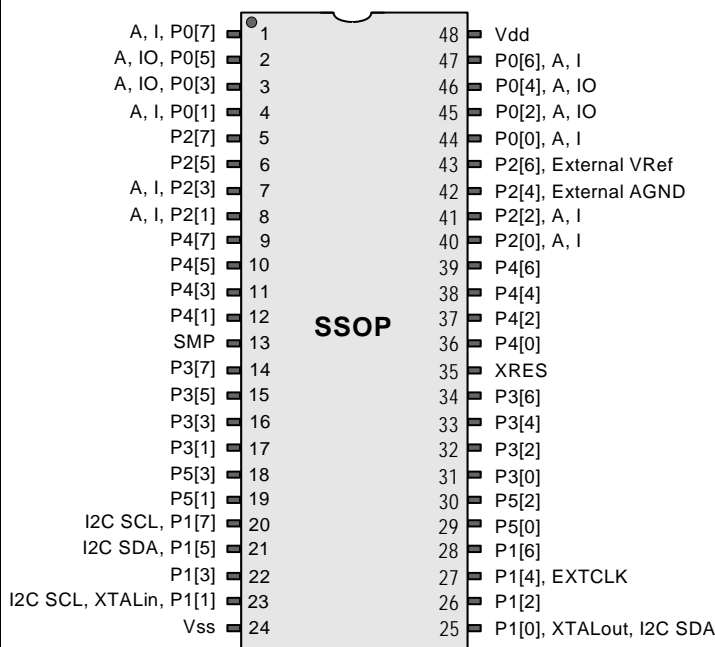 A, I, P0[7] 1 48 Vdd
A, IO, P0[5] 2 47 P0[6], A, I
A, IO, P0[3] 3 46 P0[4], A, IO
A, I, P0[1] 4 45 P0[2], A, IO
P2[7] 5 44 P0[0], A, I
P2[5] 6 43 P2[6], External VRef
A, I, P2[3] 7 42 P2[4], External AGND
A, I, P2[1] 8 41 P2[2], A, I
P4[7] 9 40 P2[0], A, I
P4[5] 10 39 P4[6]
P4[3] 11 38 P4[4]
P4[1] 12 SSOP 37 P4[2]
SMP 13 36 P4[0]
P3[7] 14 35 XRES
P3[5] 15 34 P3[6]
P3[3] 16 33 P3[4]
P3[1] 17 32 P3[2]
P5[3] 18 31 P3[0]
P5[1] 19 30 P5[2]
I2C SCL, P1[7] 20 29 P5[0]
I2C SDA, P1[5] 21 28 P1[6]
P1[3] 22 27 P1[4], EXTCLK
I2C SCL, XTALin, P1[1] 23 26 P1[2]
Vss 24 25 P1[0], XTALout, I2C SDA